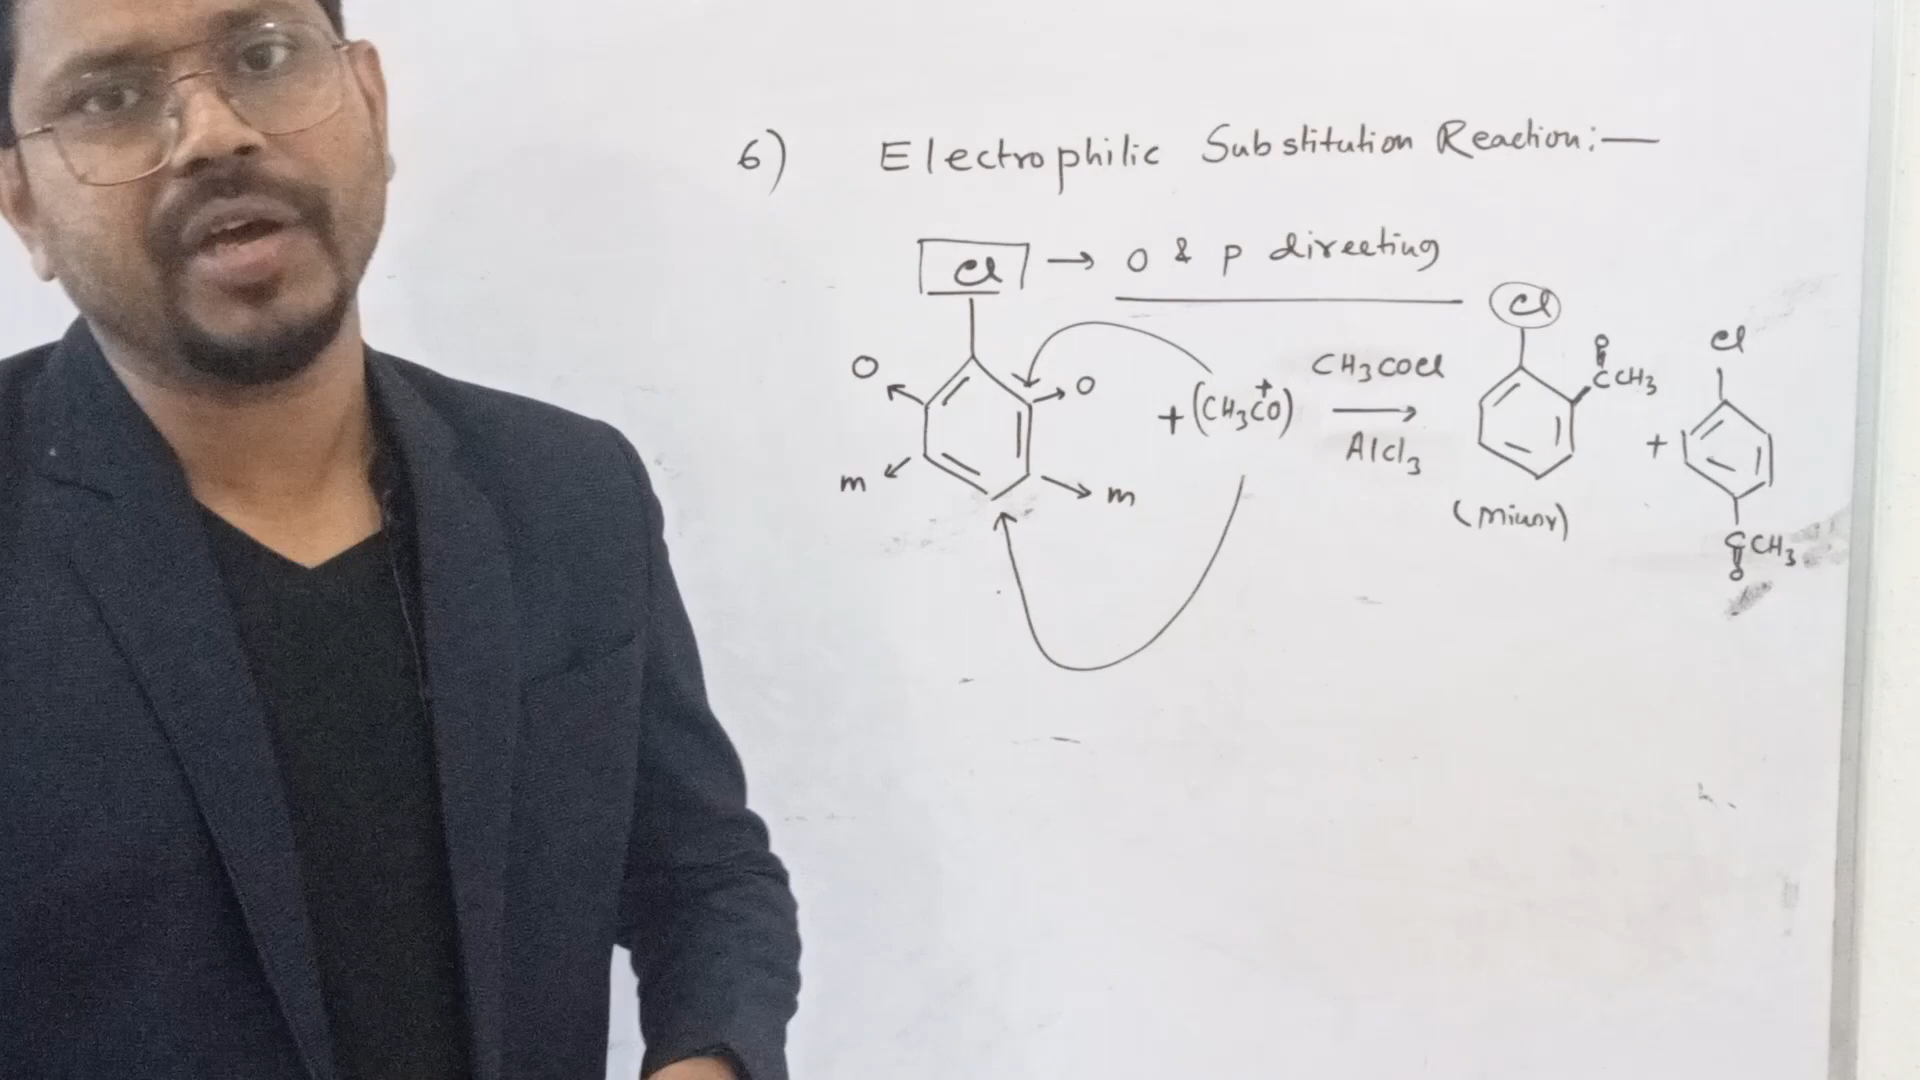 6) Electrophilic Substitution Reaction:—
Cl → O & p directing
O
O
m
m
+ (CH3CO)+
CH3COCl
AlCl3
Cl
O
CCH3
(Minor)
+
Cl
CCH3
O